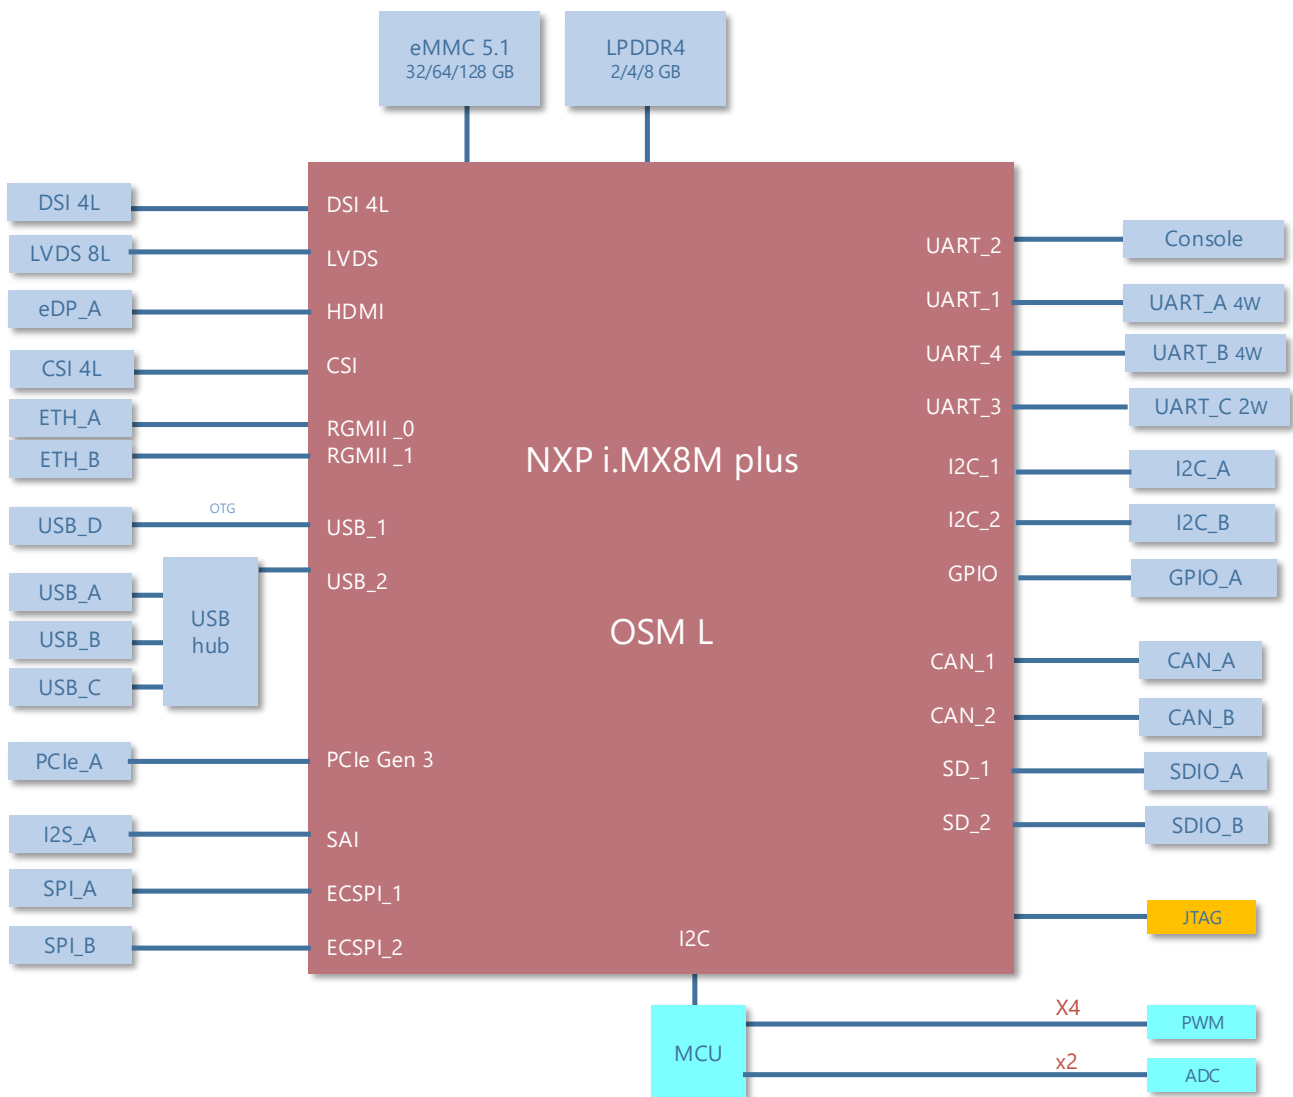 eMMC 5.1
32/64/128 GB
LPDDR4
2/4/8 GB
DSI 4L
LVDS 8L
eDP_A
CSI 4L
ETH_A
ETH_B
OTG
USB_D
USB_A
USB_B
USB_C
USB
hub
PCIe_A
I2S_A
SPI_A
SPI_B
DSI 4L
LVDS
HDMI
CSI
RGMII _0
RGMII _1
USB_1
USB_2
PCIe Gen 3
SAI
ECSPI_1
ECSPI_2
NXP i.MX8M plus
OSM L
I2C
UART_2
UART_1
UART_4
UART_3
I2C_1
I2C_2
GPIO
CAN_1
CAN_2
SD_1
SD_2
Console
UART_A 4W
UART_B 4W
UART_C 2W
I2C_A
I2C_B
GPIO_A
CAN_A
CAN_B
SDIO_A
SDIO_B
JTAG
MCU
X4
PWM
x2
ADC